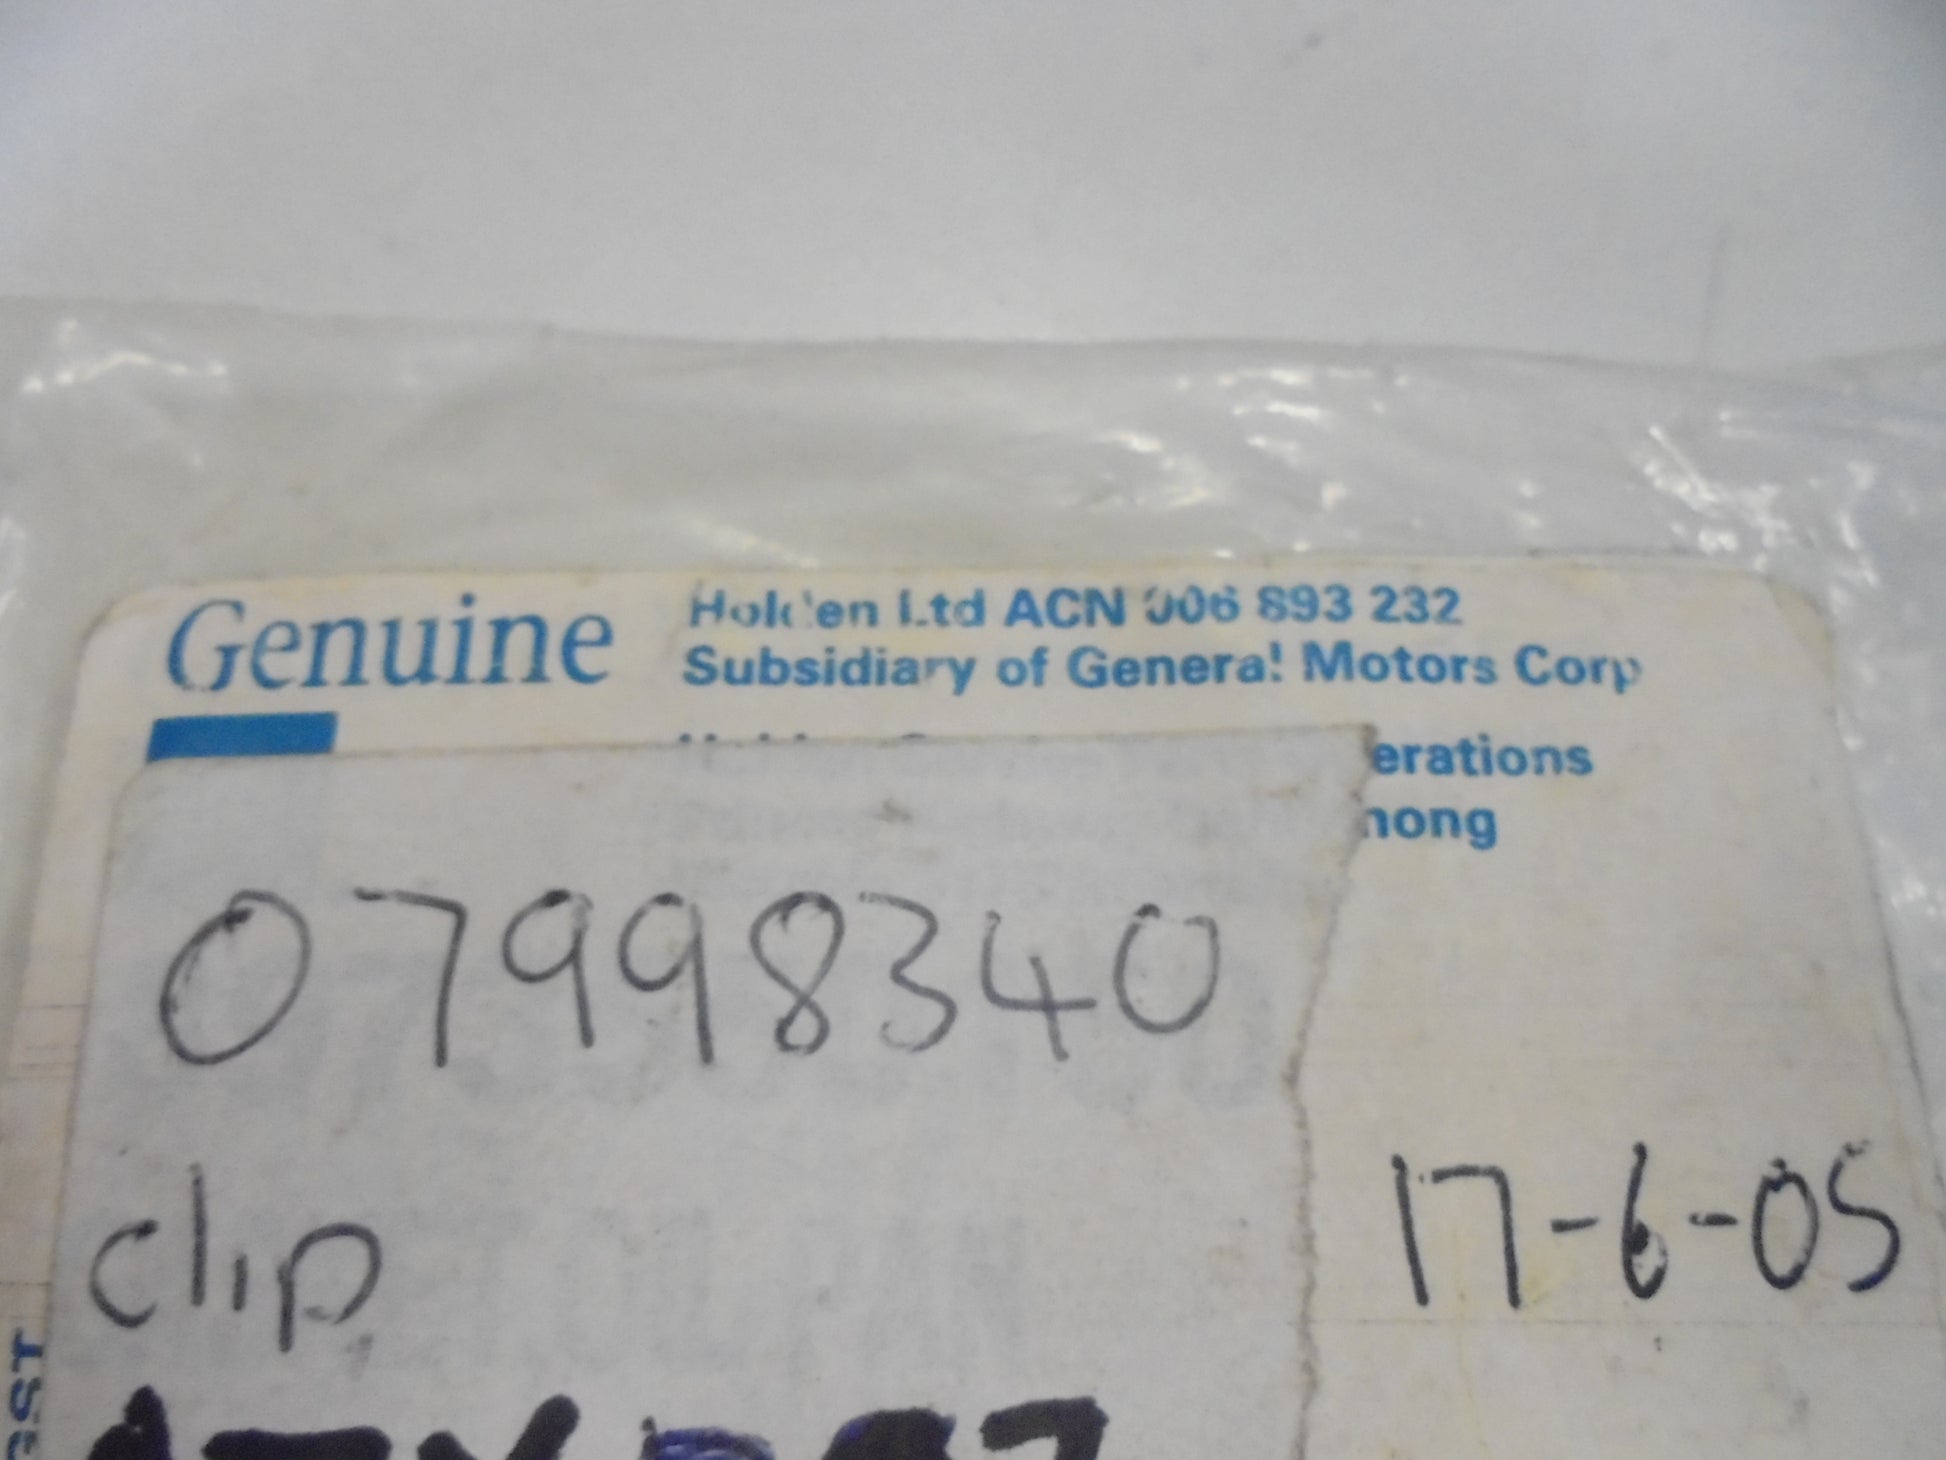 Genuine
Holden Ltd ACN 006 893 232
Subsidiary of General Motors Corp
erations
nong
07998340
clip
17-6-05
GST